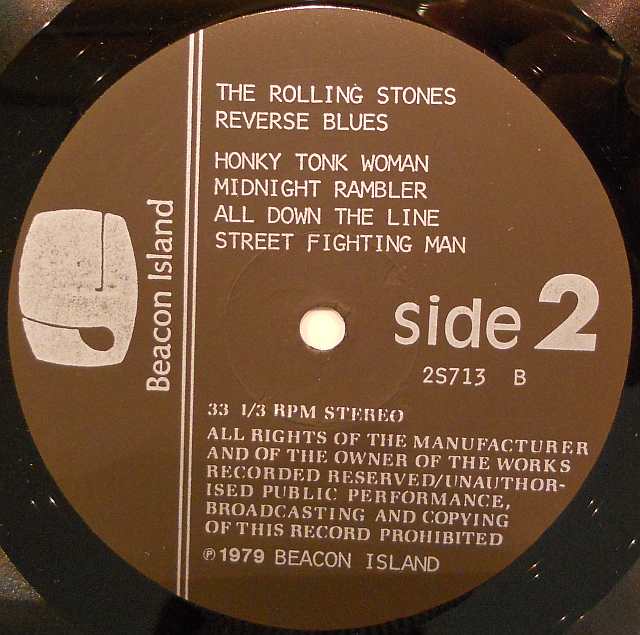 THE ROLLING STONES
REVERSE BLUES
HONKY TONK WOMAN
MIDNIGHT RAMBLER
ALL DOWN THE LINE
STREET FIGHTING MAN
Beacon Island
side 2
2S713 B
33 1/3 RPM STEREO
ALL RIGHTS OF THE MANUFACTURER
AND OF THE OWNER OF THE WORKS
RECORDED RESERVED/UNAUTHOR-
ISED PUBLIC PERFORMANCE,
BROADCASTING AND COPYING
OF THIS RECORD PROHIBITED
℗ 1979 BEACON ISLAND